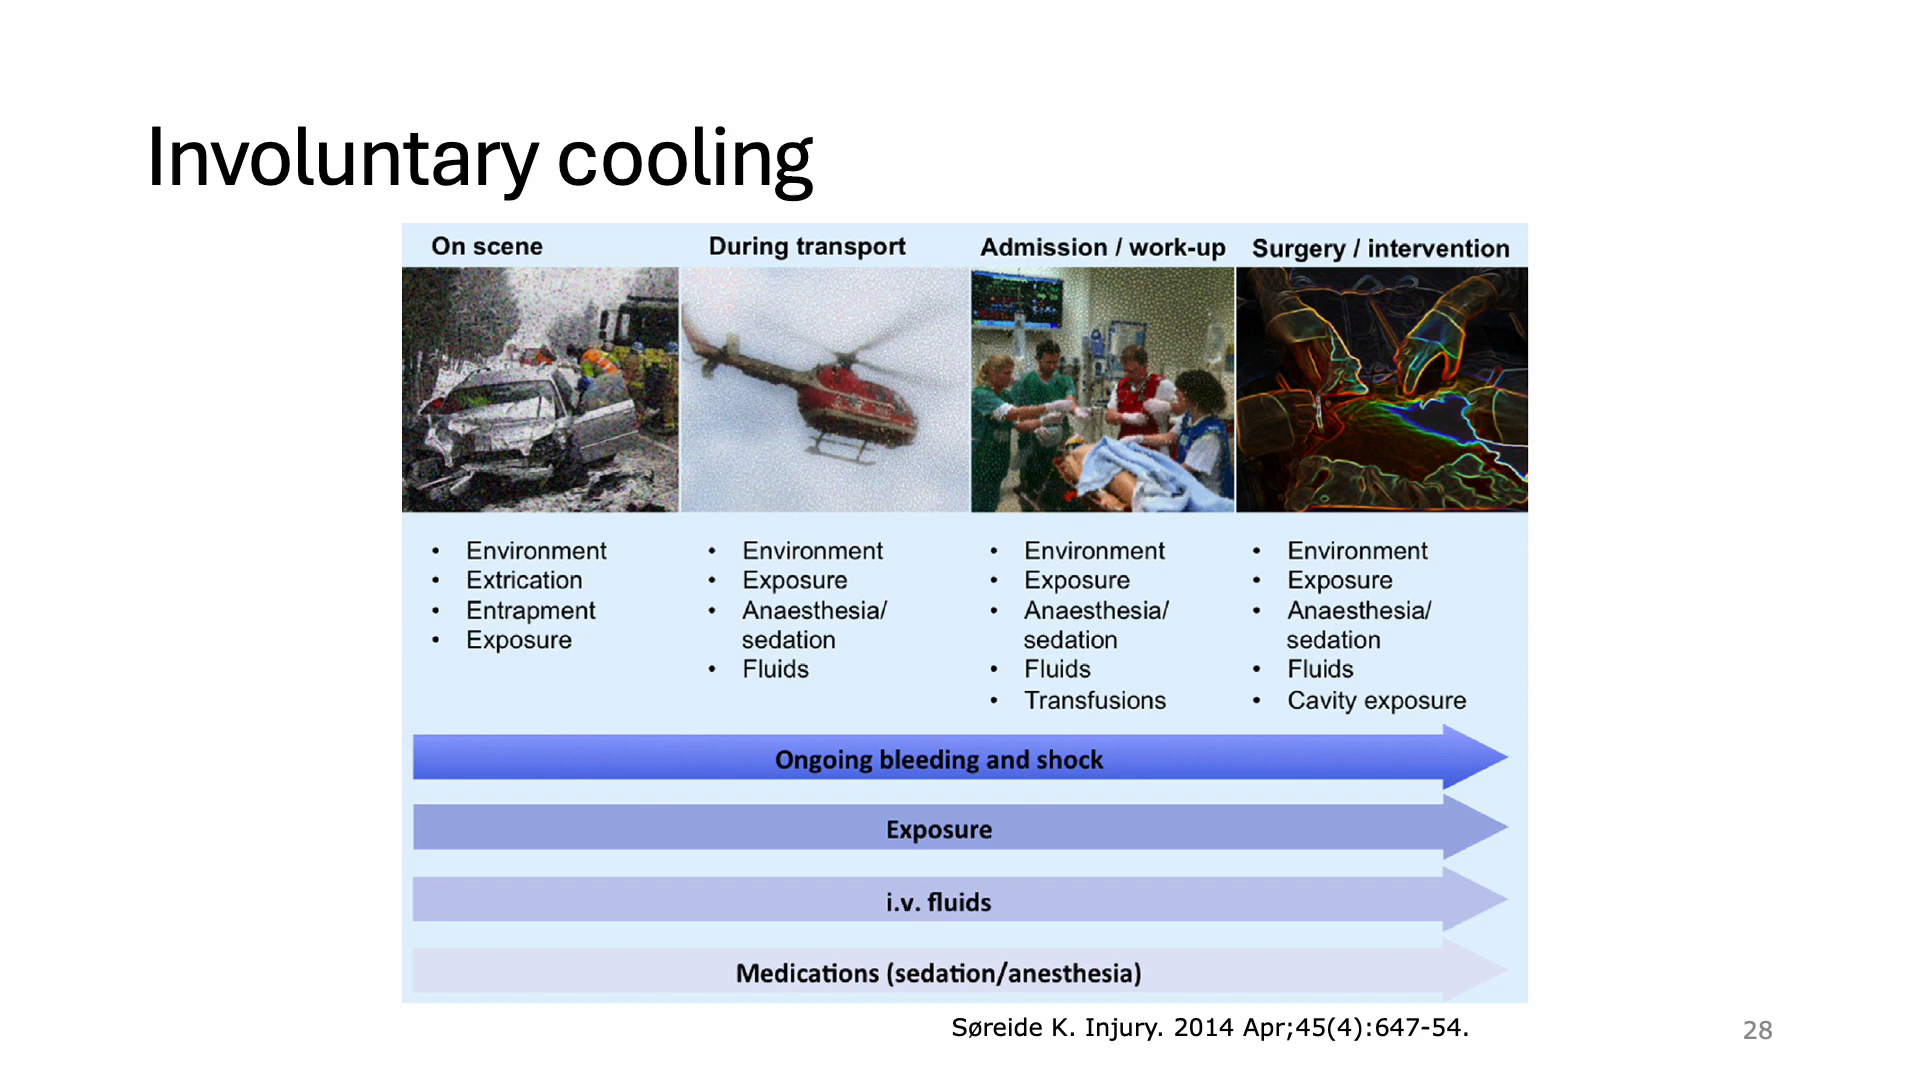 Involuntary cooling
On scene
During transport
Admission / work-up
Surgery / intervention
• Environment
• Extrication
• Entrapment
• Exposure
• Environment
• Exposure
• Anaesthesia/
sedation
• Fluids
• Environment
• Exposure
• Anaesthesia/
sedation
• Fluids
• Transfusions
• Environment
• Exposure
• Anaesthesia/
sedation
• Fluids
• Cavity exposure
Ongoing bleeding and shock
Exposure
i.v. fluids
Medications (sedation/anesthesia)
Søreide K. Injury. 2014 Apr;45(4):647-54.
28